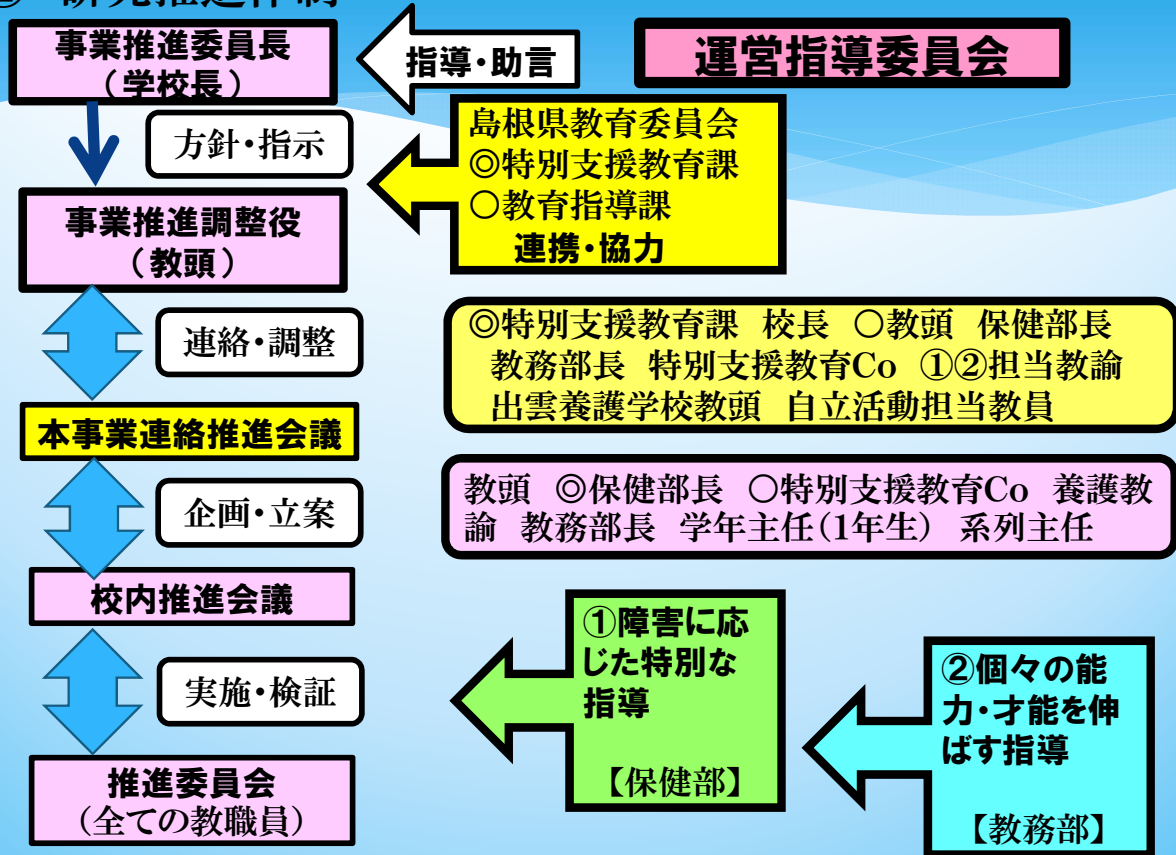 研究推進体制
事業推進委員長
（学校長）
指導・助言
運営指導委員会
方針・指示
島根県教育委員会
◎特別支援教育課
○教育指導課
連携・協力
事業推進調整役
（教頭）
連絡・調整
◎特別支援教育課 校長 ○教頭 保健部長
教務部長 特別支援教育Co ①②担当教諭
出雲養護学校教頭 自立活動担当教員
本事業連絡推進会議
企画・立案
教頭 ◎保健部長 ○特別支援教育Co 養護教
諭 教務部長 学年主任（1年生） 系列主任
校内推進会議
①障害に応
じた特別な
指導
【保健部】
実施・検証
②個々の能
力・才能を伸
ばす指導
【教務部】
推進委員会
（全ての教職員）